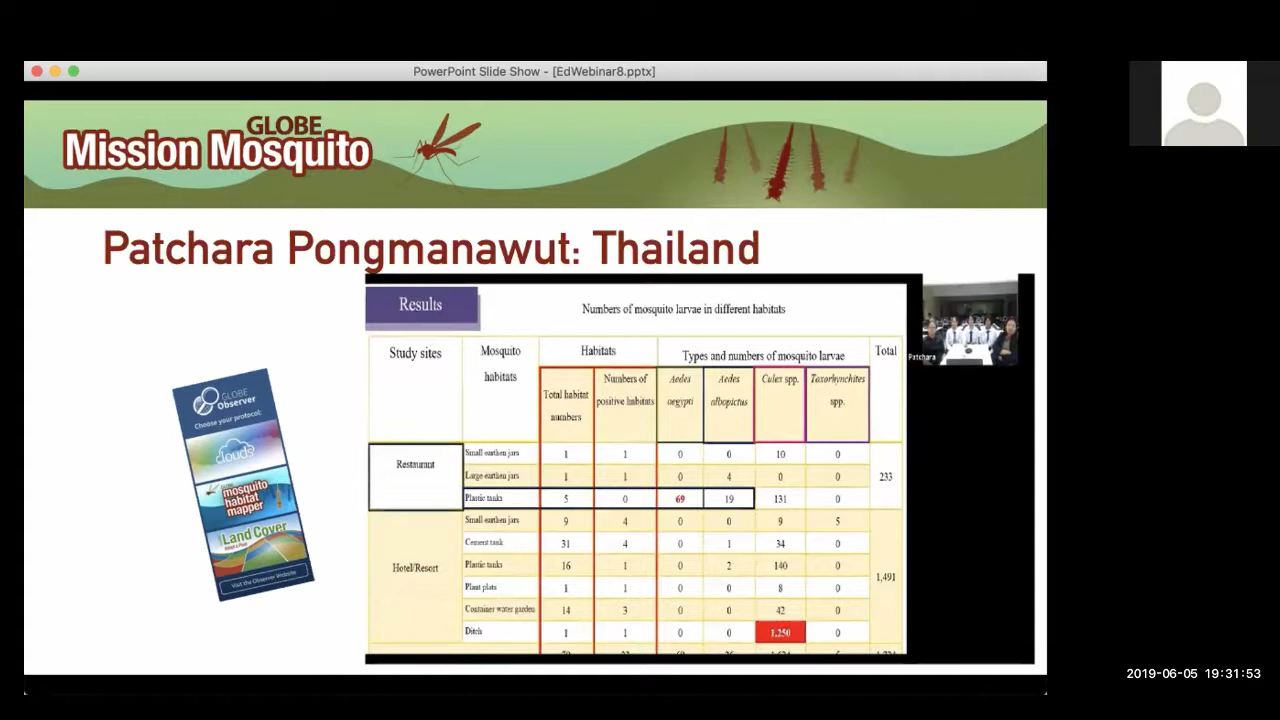 PowerPoint Slide Show - [EdWebinar8.pptx]
GLOBE
Mission Mosquito
Patchara Pongmanawut: Thailand
Results
Numbers of mosquito larvae in different habitats
Study sites
Mosquito habitats
Habitats
Types and numbers of mosquito larvae
Total
Total habitat numbers
Numbers of positive habitats
Aedes aegypti
Aedes albopictus
Culex spp.
Toxorhynchites spp.
Restaurant
Small earthen jars 1 1 0 0 10 0
Large earthen jars 1 1 0 4 0 0
233
Plastic tanks 5 0 69 19 131 0
Hotel/Resort
Small earthen jars 9 4 0 0 9 5
Cement tank 31 4 0 1 34 0
Plastic tanks 16 1 0 2 140 0
1,491
Plant plats 1 1 0 0 8 0
Container water garden 14 3 0 0 42 0
Ditch 1 1 0 0 1,250 0
Patchara
GLOBE
Observer
Choose your protocol:
clouds
GLOBE
mosquito
habitat
mapper
Land Cover
Visit the Observer Website
2019-06-05 19:31:53